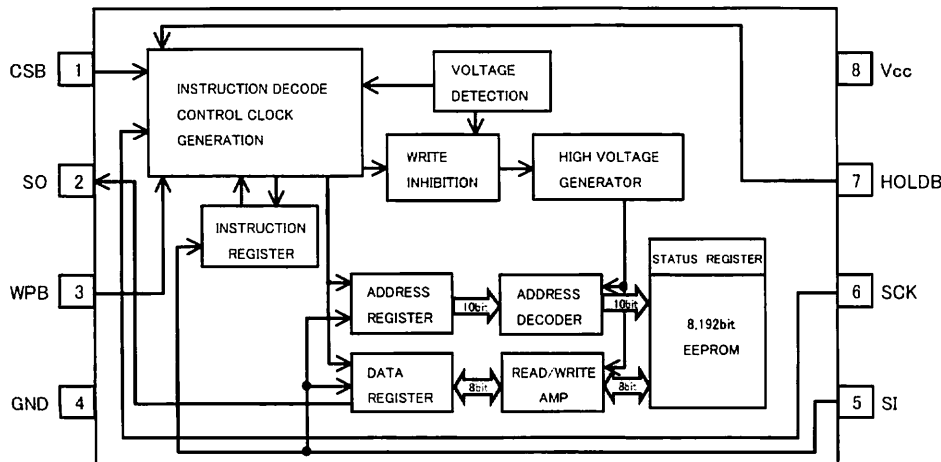 CSB 1
INSTRUCTION DECODE
CONTROL CLOCK
GENERATION
VOLTAGE
DETECTION
8 Vcc
WRITE
INHIBITION
HIGH VOLTAGE
GENERATOR
SO 2
7 HOLDB
INSTRUCTION
REGISTER
STATUS REGISTER
WPB 3
ADDRESS
REGISTER
10bit
ADDRESS
DECODER
10bit
8,192bit
EEPROM
6 SCK
GND 4
DATA
REGISTER
8bit
READ/WRITE
AMP
8bit
5 SI